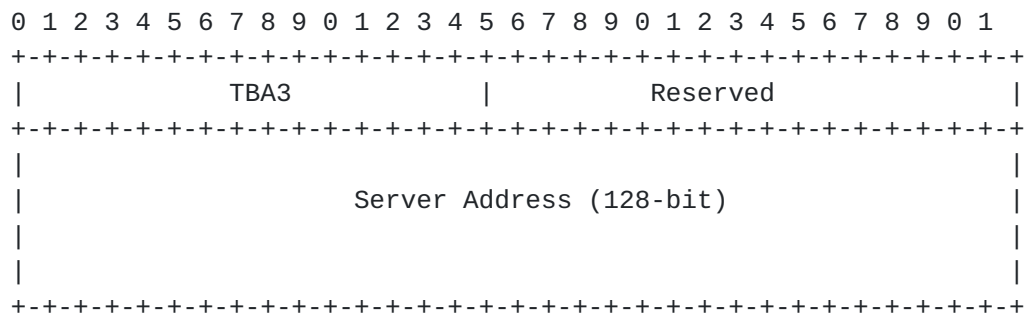 0 1 2 3 4 5 6 7 8 9 0 1 2 3 4 5 6 7 8 9 0 1 2 3 4 5 6 7 8 9 0 1
+-+-+-+-+-+-+-+-+-+-+-+-+-+-+-+-+-+-+-+-+-+-+-+-+-+-+-+-+-+-+-+-+
|             TBA3            |          Reserved               |
+-+-+-+-+-+-+-+-+-+-+-+-+-+-+-+-+-+-+-+-+-+-+-+-+-+-+-+-+-+-+-+-+
|                                                               |
|                     Server Address (128-bit)                  |
|                                                               |
|                                                               |
+-+-+-+-+-+-+-+-+-+-+-+-+-+-+-+-+-+-+-+-+-+-+-+-+-+-+-+-+-+-+-+-+